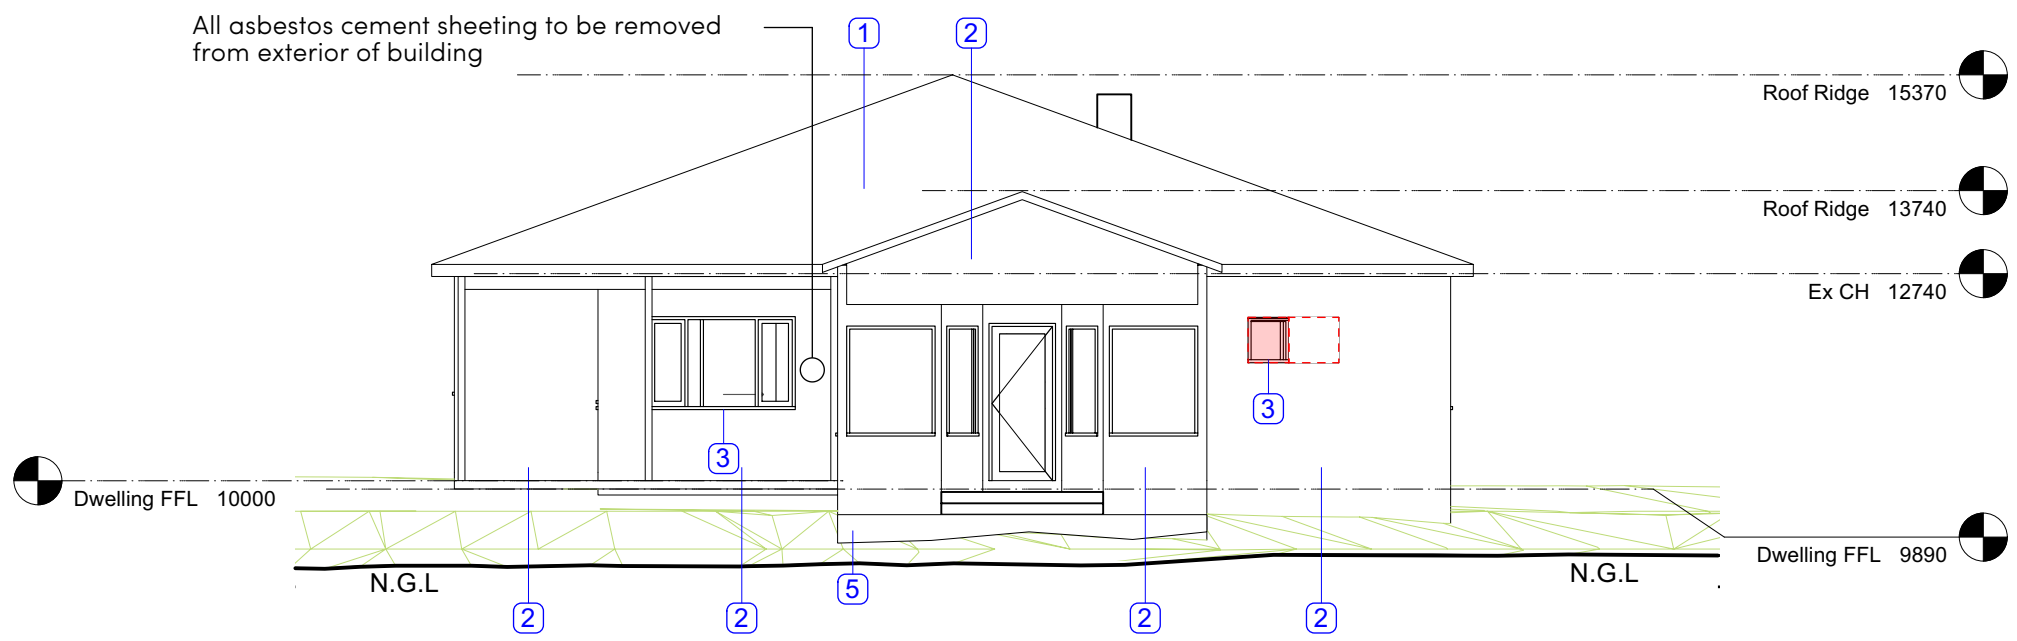 All asbestos cement sheeting to be removed
from exterior of building
1
2
Roof Ridge 15370
Roof Ridge 13740
Ex CH 12740
3
3
Dwelling FFL 10000
Dwelling FFL 9890
N.G.L
5
N.G.L
2
2
2
2